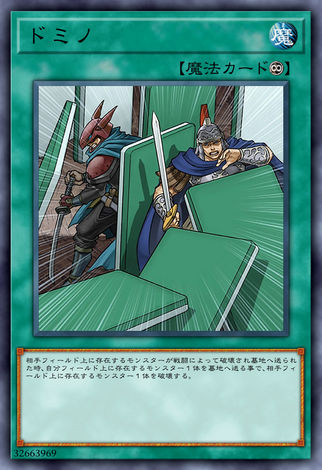 ドミノ
魔
【魔法カード】
相手フィールド上に存在するモンスターが戦闘によって破壊され墓地へ送られ
た時、自分フィールド上に存在するモンスター１体を墓地へ送る事で、相手フ
ィールド上に存在するモンスター１体を破壊する。
32663969